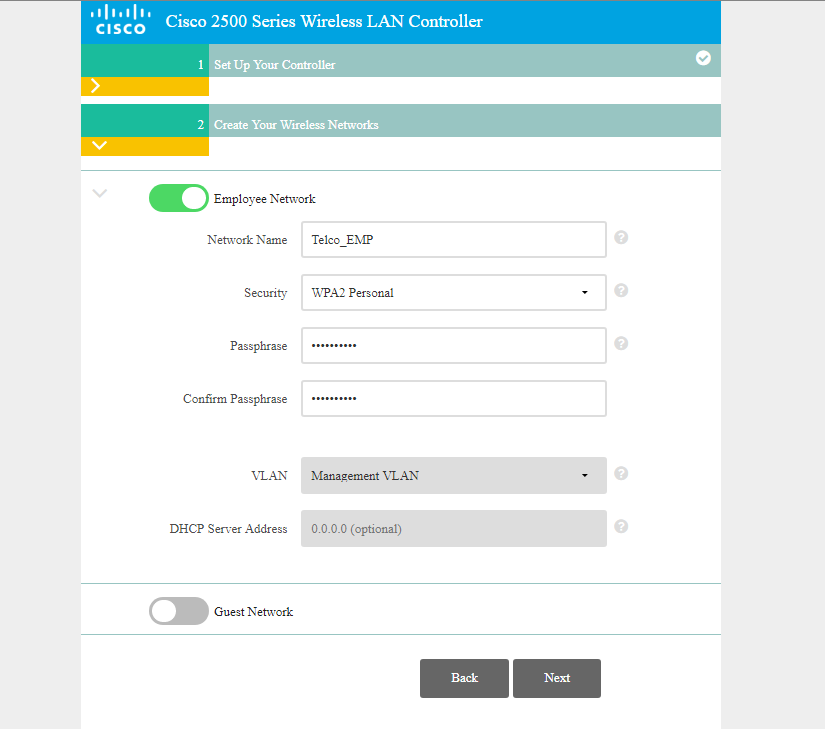 CISCO Cisco 2500 Series Wireless LAN Controller
1 Set Up Your Controller
2 Create Your Wireless Networks
Employee Network
Network Name Telco_EMP ?
Security WPA2 Personal ?
Passphrase •••••••••• ?
Confirm Passphrase ••••••••••
VLAN Management VLAN ?
DHCP Server Address 0.0.0.0 (optional) ?
Guest Network
Back Next